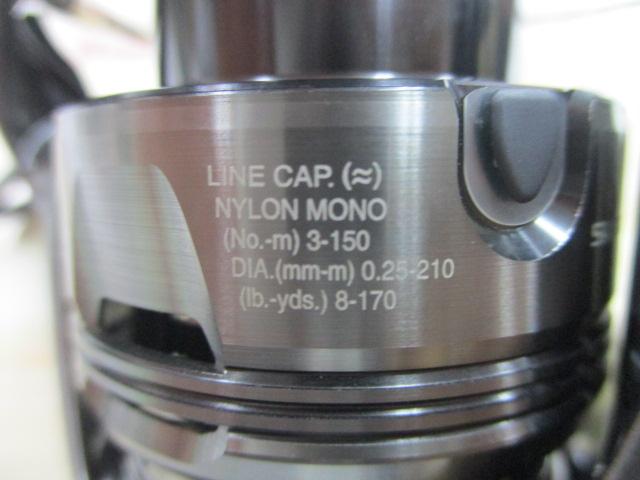 LINE CAP. (≈)
NYLON MONO
(No.-m) 3-150
DIA.(mm-m) 0.25-210
(lb.-yds.) 8-170